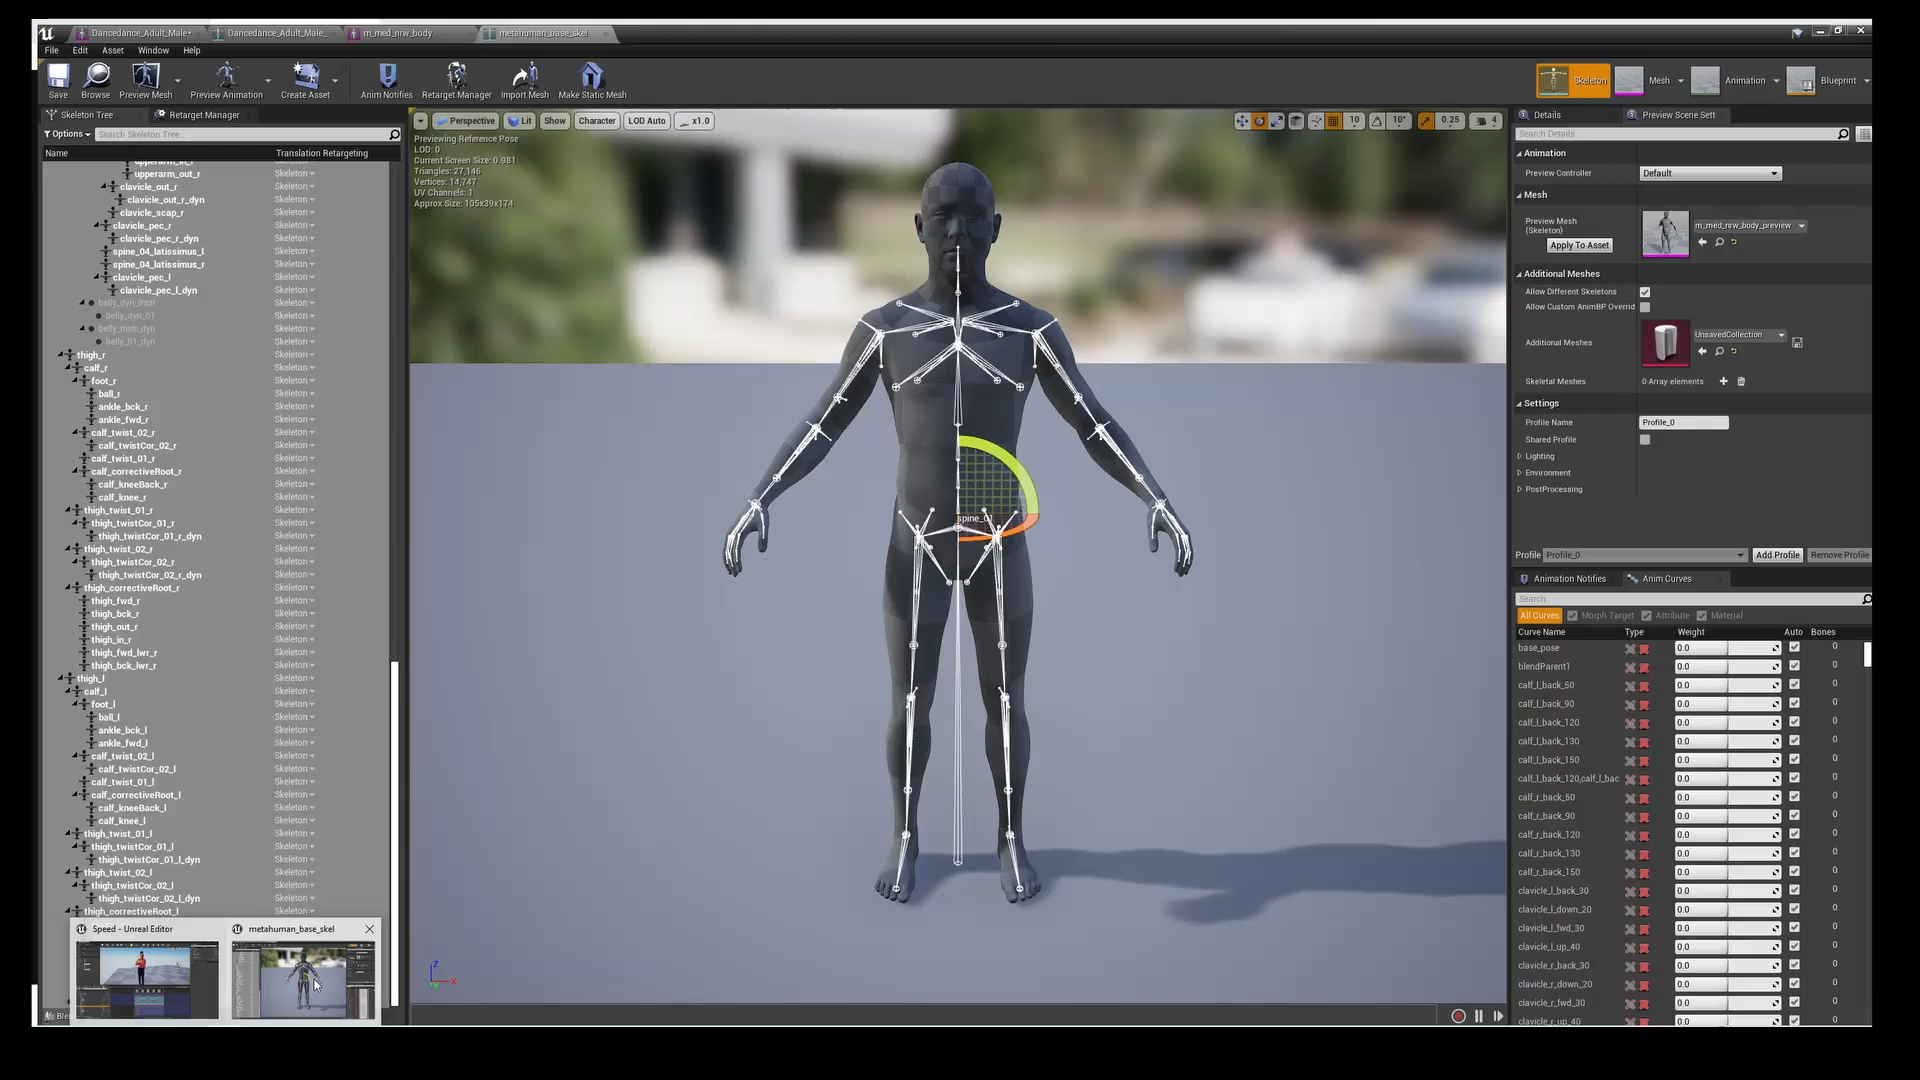 Dancedance_Adult_Male*
Dancedance_Adult_Male_
m_med_nrw_body
metahuman_base_skel
File Edit Asset Window Help
Save Browse Preview Mesh Preview Animation Create Asset Anim Notifies Retarget Manager Import Mesh Make Static Mesh
Skeleton Mesh Animation Blueprint
Skeleton Tree Retarget Manager
Options Search Skeleton Tree...
Name Translation Retargeting
upperarm_in_r Skeleton
upperarm_out_r Skeleton
clavicle_out_r Skeleton
clavicle_out_r_dyn Skeleton
clavicle_scap_r Skeleton
clavicle_pec_r Skeleton
clavicle_pec_r_dyn Skeleton
spine_04_latissimus_l Skeleton
spine_04_latissimus_r Skeleton
clavicle_pec_l Skeleton
clavicle_pec_l_dyn Skeleton
belly_dyn_mstr Skeleton
belly_dyn_01 Skeleton
belly_mstr_dyn Skeleton
belly_01_dyn Skeleton
thigh_r Skeleton
calf_r Skeleton
foot_r Skeleton
ball_r Skeleton
ankle_bck_r Skeleton
ankle_fwd_r Skeleton
calf_twist_02_r Skeleton
calf_twistCor_02_r Skeleton
calf_twist_01_r Skeleton
calf_correctiveRoot_r Skeleton
calf_kneeBack_r Skeleton
calf_knee_r Skeleton
thigh_twist_01_r Skeleton
thigh_twistCor_01_r Skeleton
thigh_twistCor_01_r_dyn Skeleton
thigh_twist_02_r Skeleton
thigh_twistCor_02_r Skeleton
thigh_twistCor_02_r_dyn Skeleton
thigh_correctiveRoot_r Skeleton
thigh_fwd_r Skeleton
thigh_bck_r Skeleton
thigh_out_r Skeleton
thigh_in_r Skeleton
thigh_fwd_lwr_r Skeleton
thigh_bck_lwr_r Skeleton
thigh_l Skeleton
calf_l Skeleton
foot_l Skeleton
ball_l Skeleton
ankle_bck_l Skeleton
ankle_fwd_l Skeleton
calf_twist_02_l Skeleton
calf_twistCor_02_l Skeleton
calf_twist_01_l Skeleton
calf_correctiveRoot_l Skeleton
calf_kneeBack_l Skeleton
calf_knee_l Skeleton
thigh_twist_01_l Skeleton
thigh_twistCor_01_l Skeleton
thigh_twistCor_01_l_dyn Skeleton
thigh_twist_02_l Skeleton
thigh_twistCor_02_l Skeleton
thigh_twistCor_02_l_dyn Skeleton
thigh_correctiveRoot_l Skeleton
Speed - Unreal Editor
metahuman_base_skel
Ble
Perspective Lit Show Character LOD Auto x1.0
10 10° 0.25 4
Previewing Reference Pose
LOD: 0
Current Screen Size: 0.981
Triangles: 27,146
Vertices: 14,747
UV Channels: 1
Approx Size: 105x39x174
spine_01
Z
X
Details Preview Scene Sett
Search Details
Animation
Preview Controller Default
Mesh
Preview Mesh
(Skeleton)
m_med_nrw_body_preview
Apply To Asset
Additional Meshes
Allow Different Skeletons
Allow Custom AnimBP Overrid
Additional Meshes UnsavedCollection
Skeletal Meshes 0 Array elements
Settings
Profile Name Profile_0
Shared Profile
Lighting
Environment
PostProcessing
Profile Profile_0 Add Profile Remove Profile
Animation Notifies Anim Curves
Search
All Curves Morph Target Attribute Material
Curve Name Type Weight Auto Bones
base_pose 0.0 0
blendParent1 0.0 0
calf_l_back_50 0.0 0
calf_l_back_90 0.0 0
calf_l_back_120 0.0 0
calf_l_back_130 0.0 0
calf_l_back_150 0.0 0
calf_l_back_120,calf_l_bac 0.0 0
calf_r_back_50 0.0 0
calf_r_back_90 0.0 0
calf_r_back_120 0.0 0
calf_r_back_130 0.0 0
calf_r_back_150 0.0 0
clavicle_l_back_30 0.0 0
clavicle_l_down_20 0.0 0
clavicle_l_fwd_30 0.0 0
clavicle_l_up_40 0.0 0
clavicle_r_back_30 0.0 0
clavicle_r_down_20 0.0 0
clavicle_r_fwd_30 0.0 0
clavicle_r_up_40 0.0 0